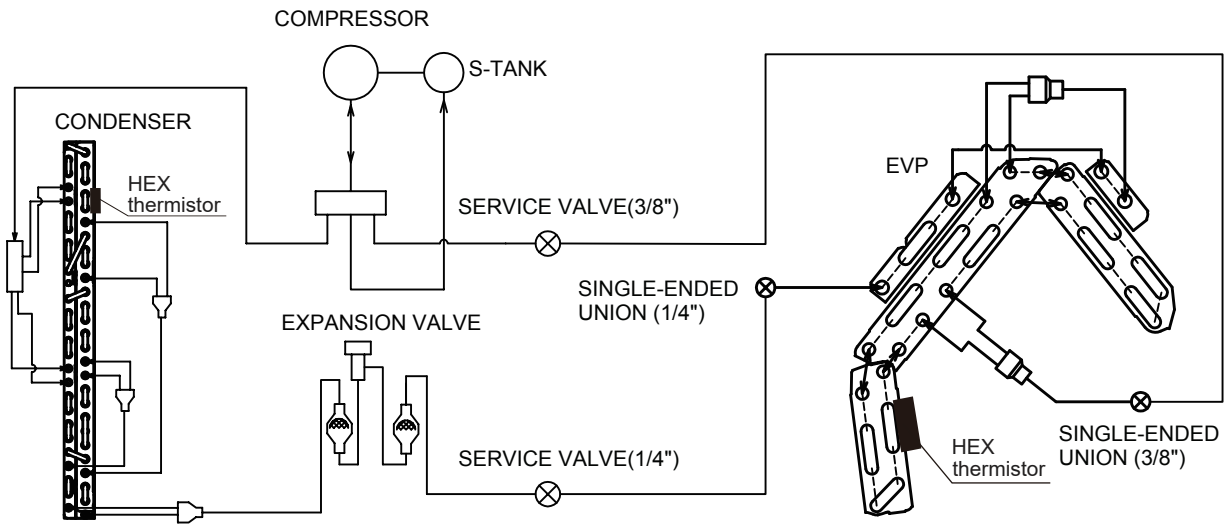 COMPRESSOR
S-TANK
CONDENSER
HEX
thermistor
EVP
SERVICE VALVE(3/8")
SINGLE-ENDED
UNION (1/4")
EXPANSION VALVE
SERVICE VALVE(1/4")
HEX
thermistor
SINGLE-ENDED
UNION (3/8")